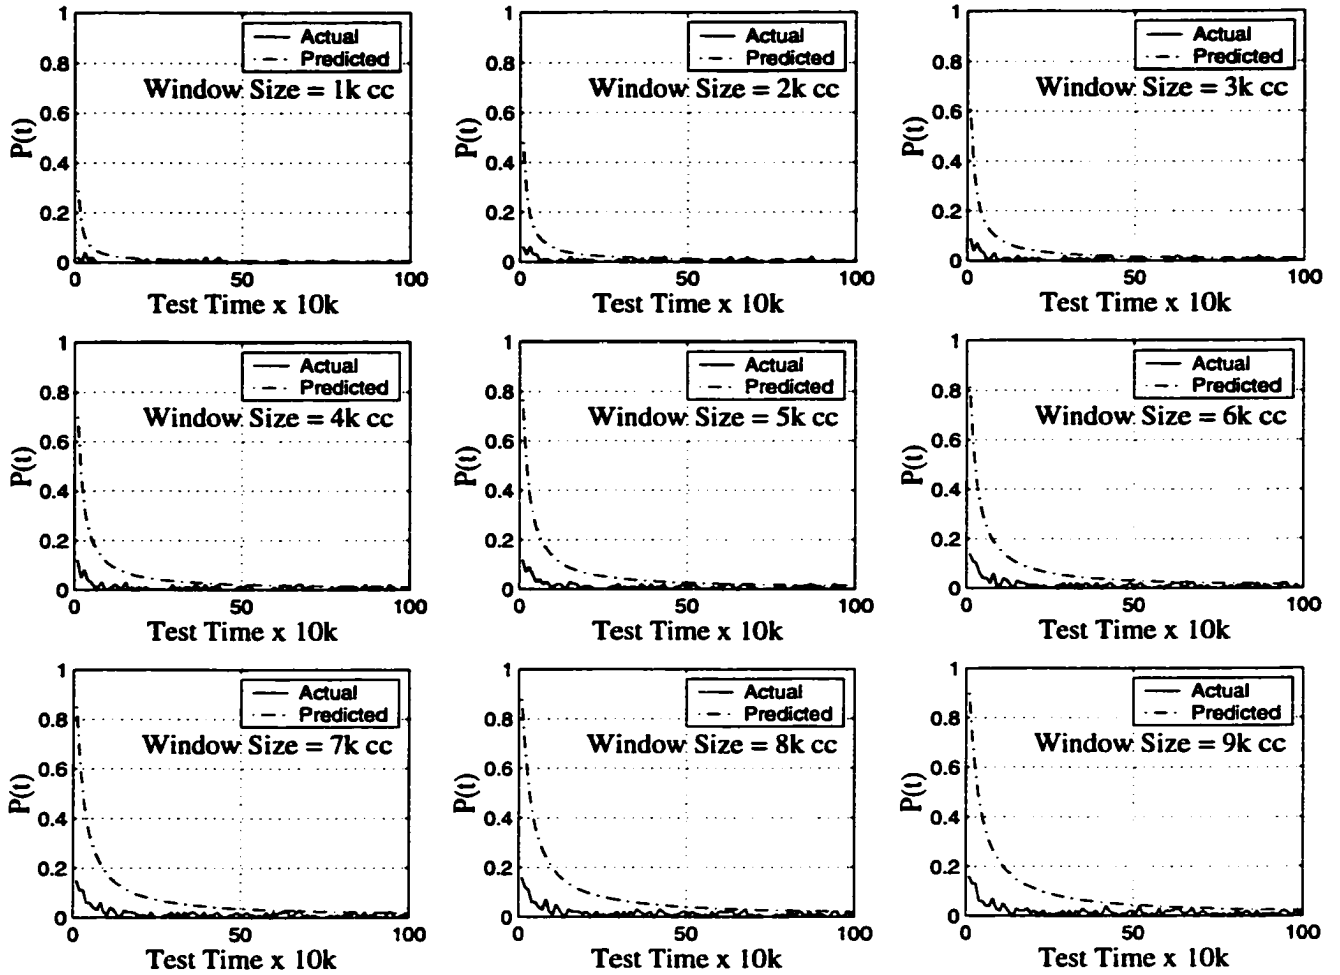 1
0.8
0.6
0.4
0.2
0
P(t)
Actual
Predicted
Window Size = 1k cc
0
50
100
Test Time x 10k
1
0.8
0.6
0.4
0.2
0
P(t)
Actual
Predicted
Window Size = 2k cc
0
50
100
Test Time x 10k
1
0.8
0.6
0.4
0.2
0
P(t)
Actual
Predicted
Window Size = 3k cc
0
50
100
Test Time x 10k
1
0.8
0.6
0.4
0.2
0
P(t)
Actual
Predicted
Window Size = 4k cc
0
50
100
Test Time x 10k
1
0.8
0.6
0.4
0.2
0
P(t)
Actual
Predicted
Window Size = 5k cc
0
50
100
Test Time x 10k
1
0.8
0.6
0.4
0.2
0
P(t)
Actual
Predicted
Window Size = 6k cc
0
50
100
Test Time x 10k
1
0.8
0.6
0.4
0.2
0
P(t)
Actual
Predicted
Window Size = 7k cc
0
50
100
Test Time x 10k
1
0.8
0.6
0.4
0.2
0
P(t)
Actual
Predicted
Window Size = 8k cc
0
50
100
Test Time x 10k
1
0.8
0.6
0.4
0.2
0
P(t)
Actual
Predicted
Window Size = 9k cc
0
50
100
Test Time x 10k